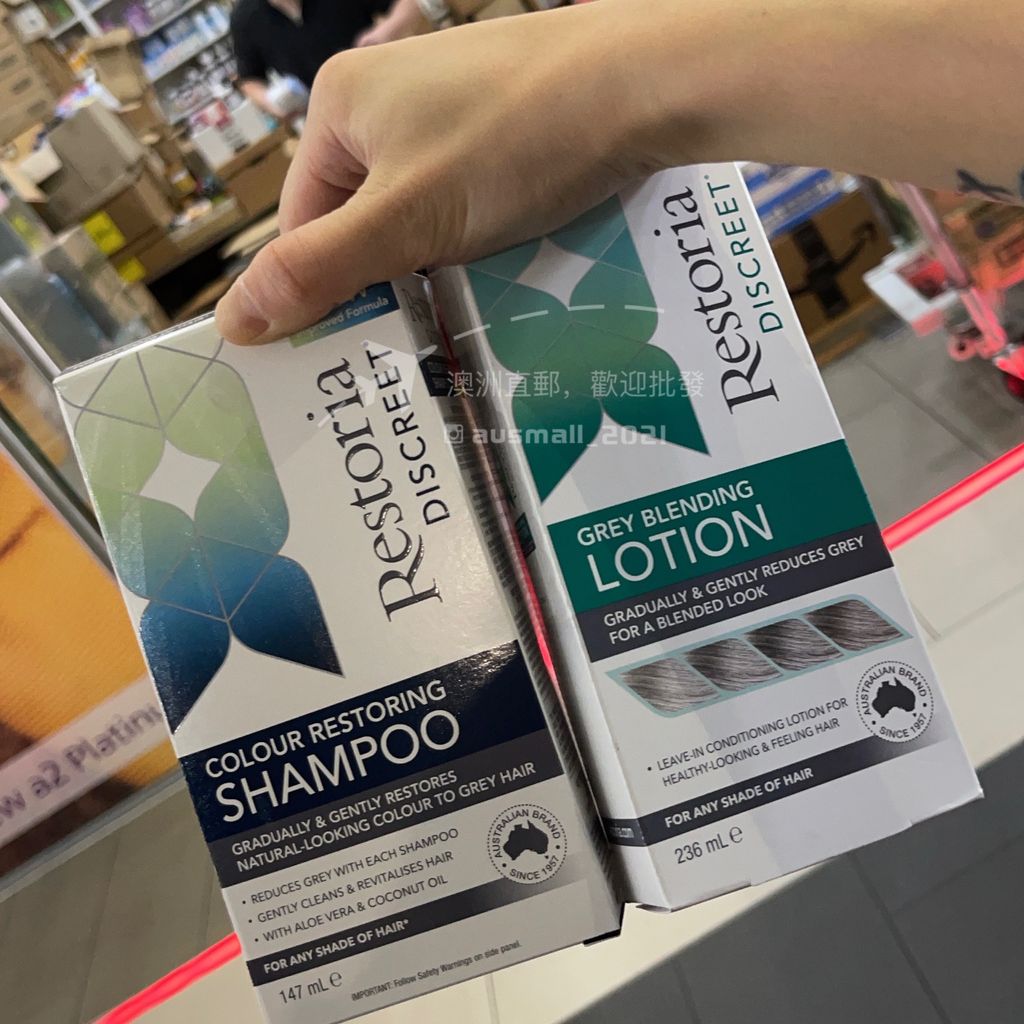 Improved Formula
Restoria
DISCREET
COLOUR RESTORING
SHAMPOO
GRADUALLY & GENTLY RESTORES
NATURAL-LOOKING COLOUR TO GREY HAIR
• REDUCES GREY WITH EACH SHAMPOO
• GENTLY CLEANS & REVITALISES HAIR
• WITH ALOE VERA & COCONUT OIL
AUSTRALIAN BRAND
SINCE 1957
FOR ANY SHADE OF HAIR*
147 mL ℮
IMPORTANT: Follow Safety Warnings on side panel.
Restoria
DISCREET®
GREY BLENDING
LOTION
GRADUALLY & GENTLY REDUCES GREY
FOR A BLENDED LOOK
• LEAVE-IN CONDITIONING LOTION FOR
HEALTHY-LOOKING & FEELING HAIR
AUSTRALIAN BRAND
SINCE 1957
FOR ANY SHADE OF HAIR
236 mL ℮
澳洲直郵，歡迎批發
ausmall_2021
a2 Platinu